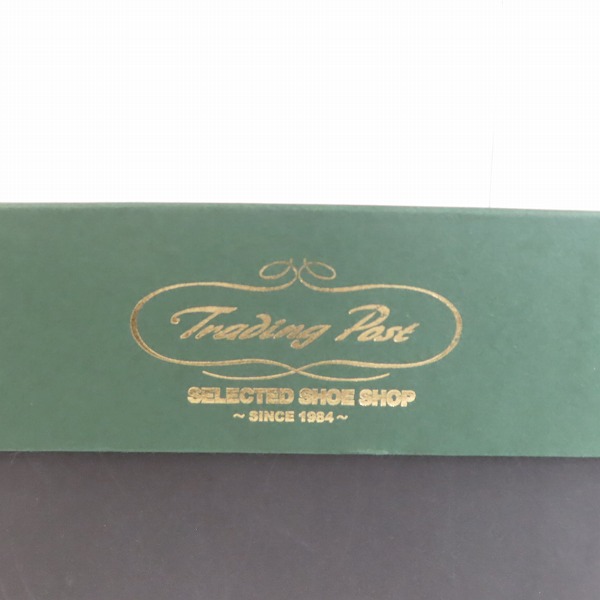 Trading Post
SELECTED SHOE SHOP
~ SINCE 1984 ~